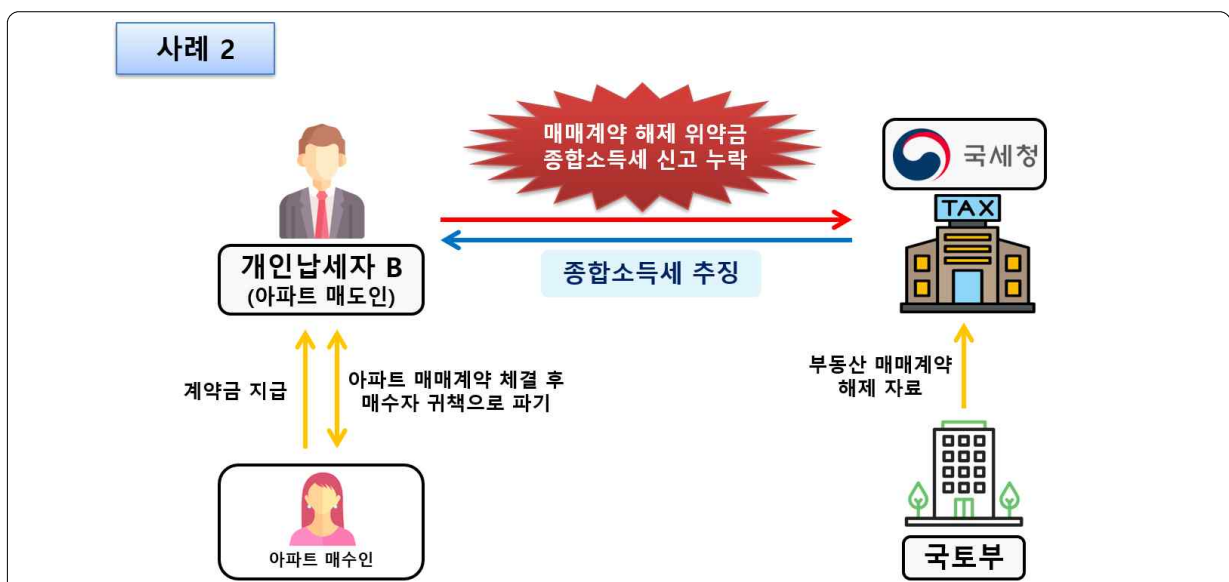 사례 2
매매계약 해제 위약금
종합소득세 신고 누락
국세청
TAX
개인납세자 B
(아파트 매도인)
종합소득세 추징
계약금 지급
아파트 매매계약 체결 후
매수자 귀책으로 파기
부동산 매매계약
해제 자료
아파트 매수인
국토부